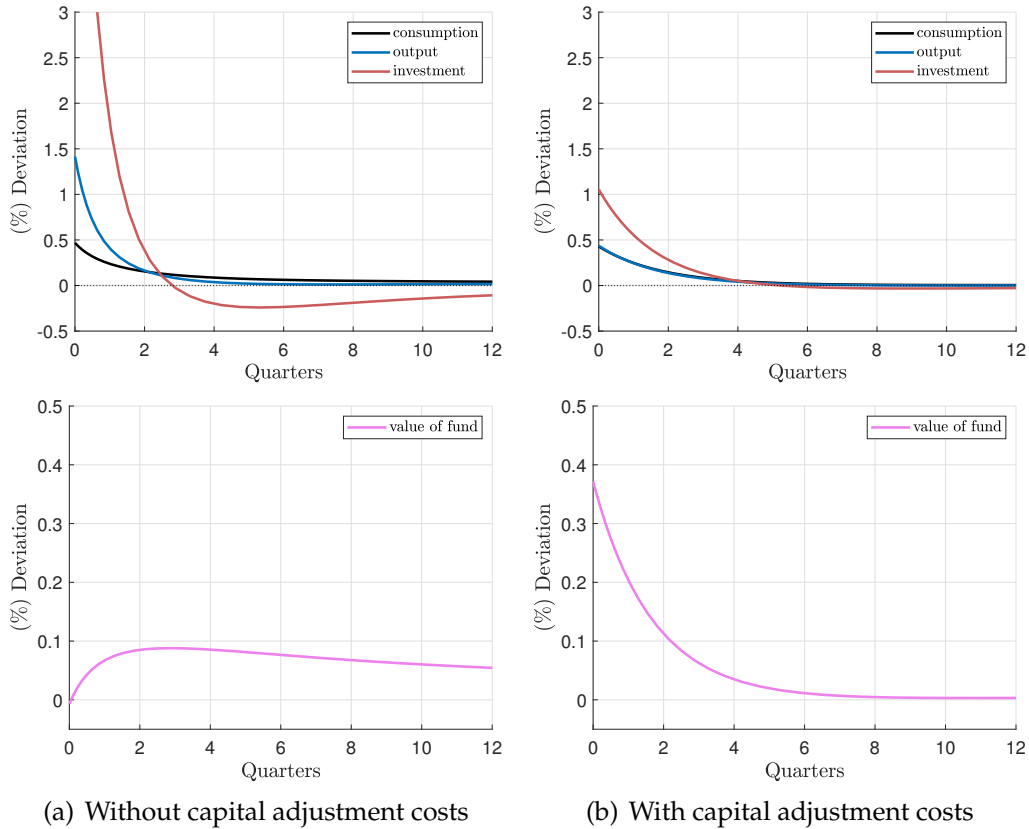 3
2.5
2
1.5
1
0.5
0
-0.5
(%) Deviation
0 2 4 6 8 10 12
Quarters
consumption
output
investment
3
2.5
2
1.5
1
0.5
0
-0.5
(%) Deviation
0 2 4 6 8 10 12
Quarters
consumption
output
investment
0.5
0.4
0.3
0.2
0.1
0
(%) Deviation
0 2 4 6 8 10 12
Quarters
value of fund
0.5
0.4
0.3
0.2
0.1
0
(%) Deviation
0 2 4 6 8 10 12
Quarters
value of fund
(a) Without capital adjustment costs
(b) With capital adjustment costs